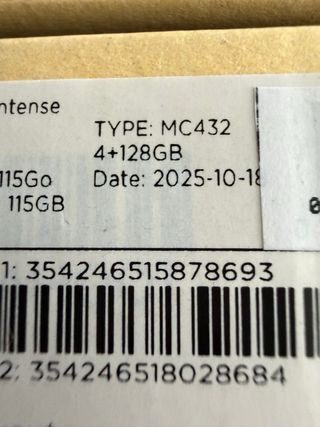 ntense
TYPE: MC432
4+128GB
115Go
Date: 2025-10-18
115GB
1: 354246515878693
2: 354246518028684